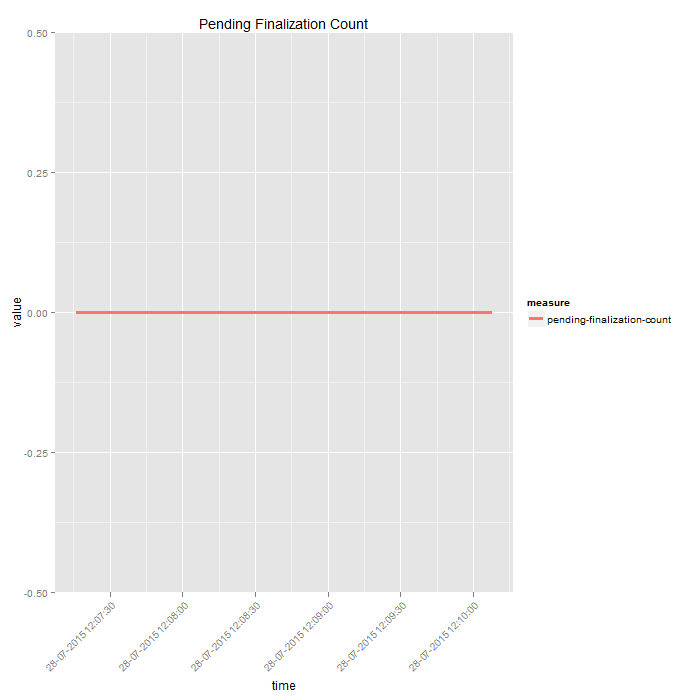 Pending Finalization Count
0.50
0.25
0.00
-0.25
-0.50
value
28-07-2015 12:07:30
28-07-2015 12:08:00
28-07-2015 12:08:30
28-07-2015 12:09:00
28-07-2015 12:09:30
28-07-2015 12:10:00
time
measure
pending-finalization-count